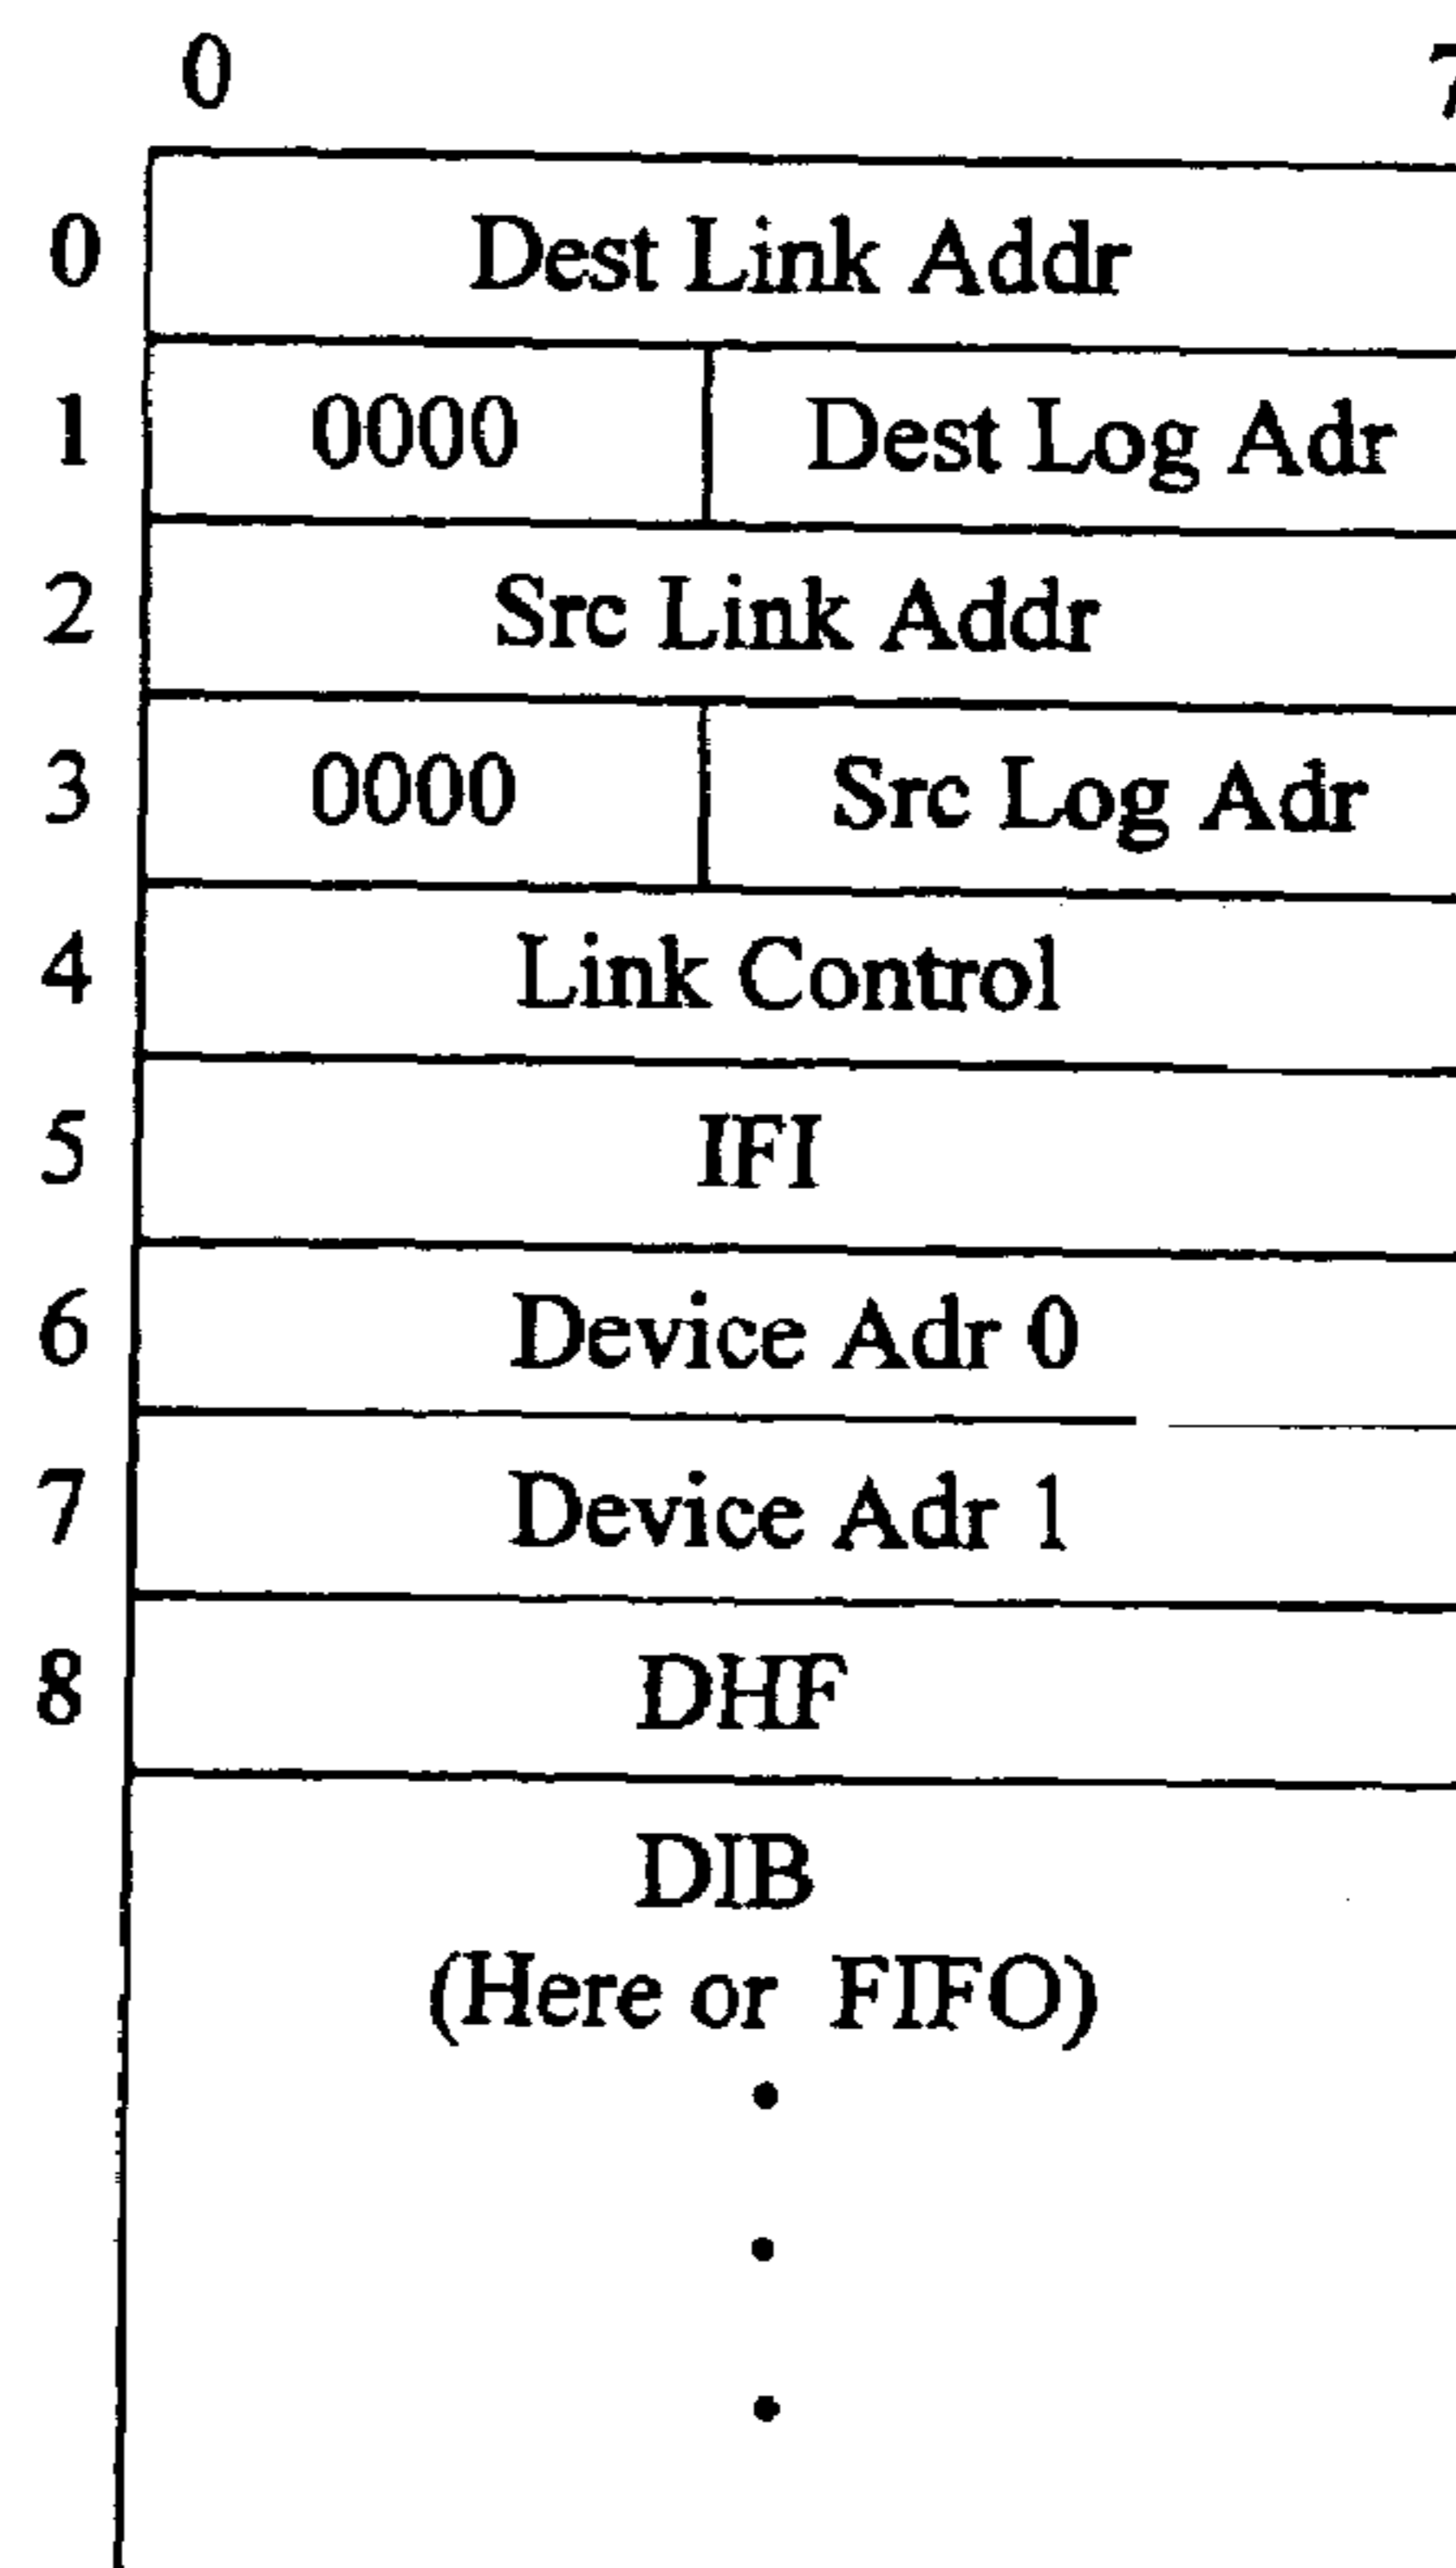 0 7
0 Dest Link Addr
1 0000 Dest Log Adr
2 Src Link Addr
3 0000 Src Log Adr
4 Link Control
5 IFI
6 Device Adr 0
7 Device Adr 1
8 DHF
DIB
(Here or FIFO)